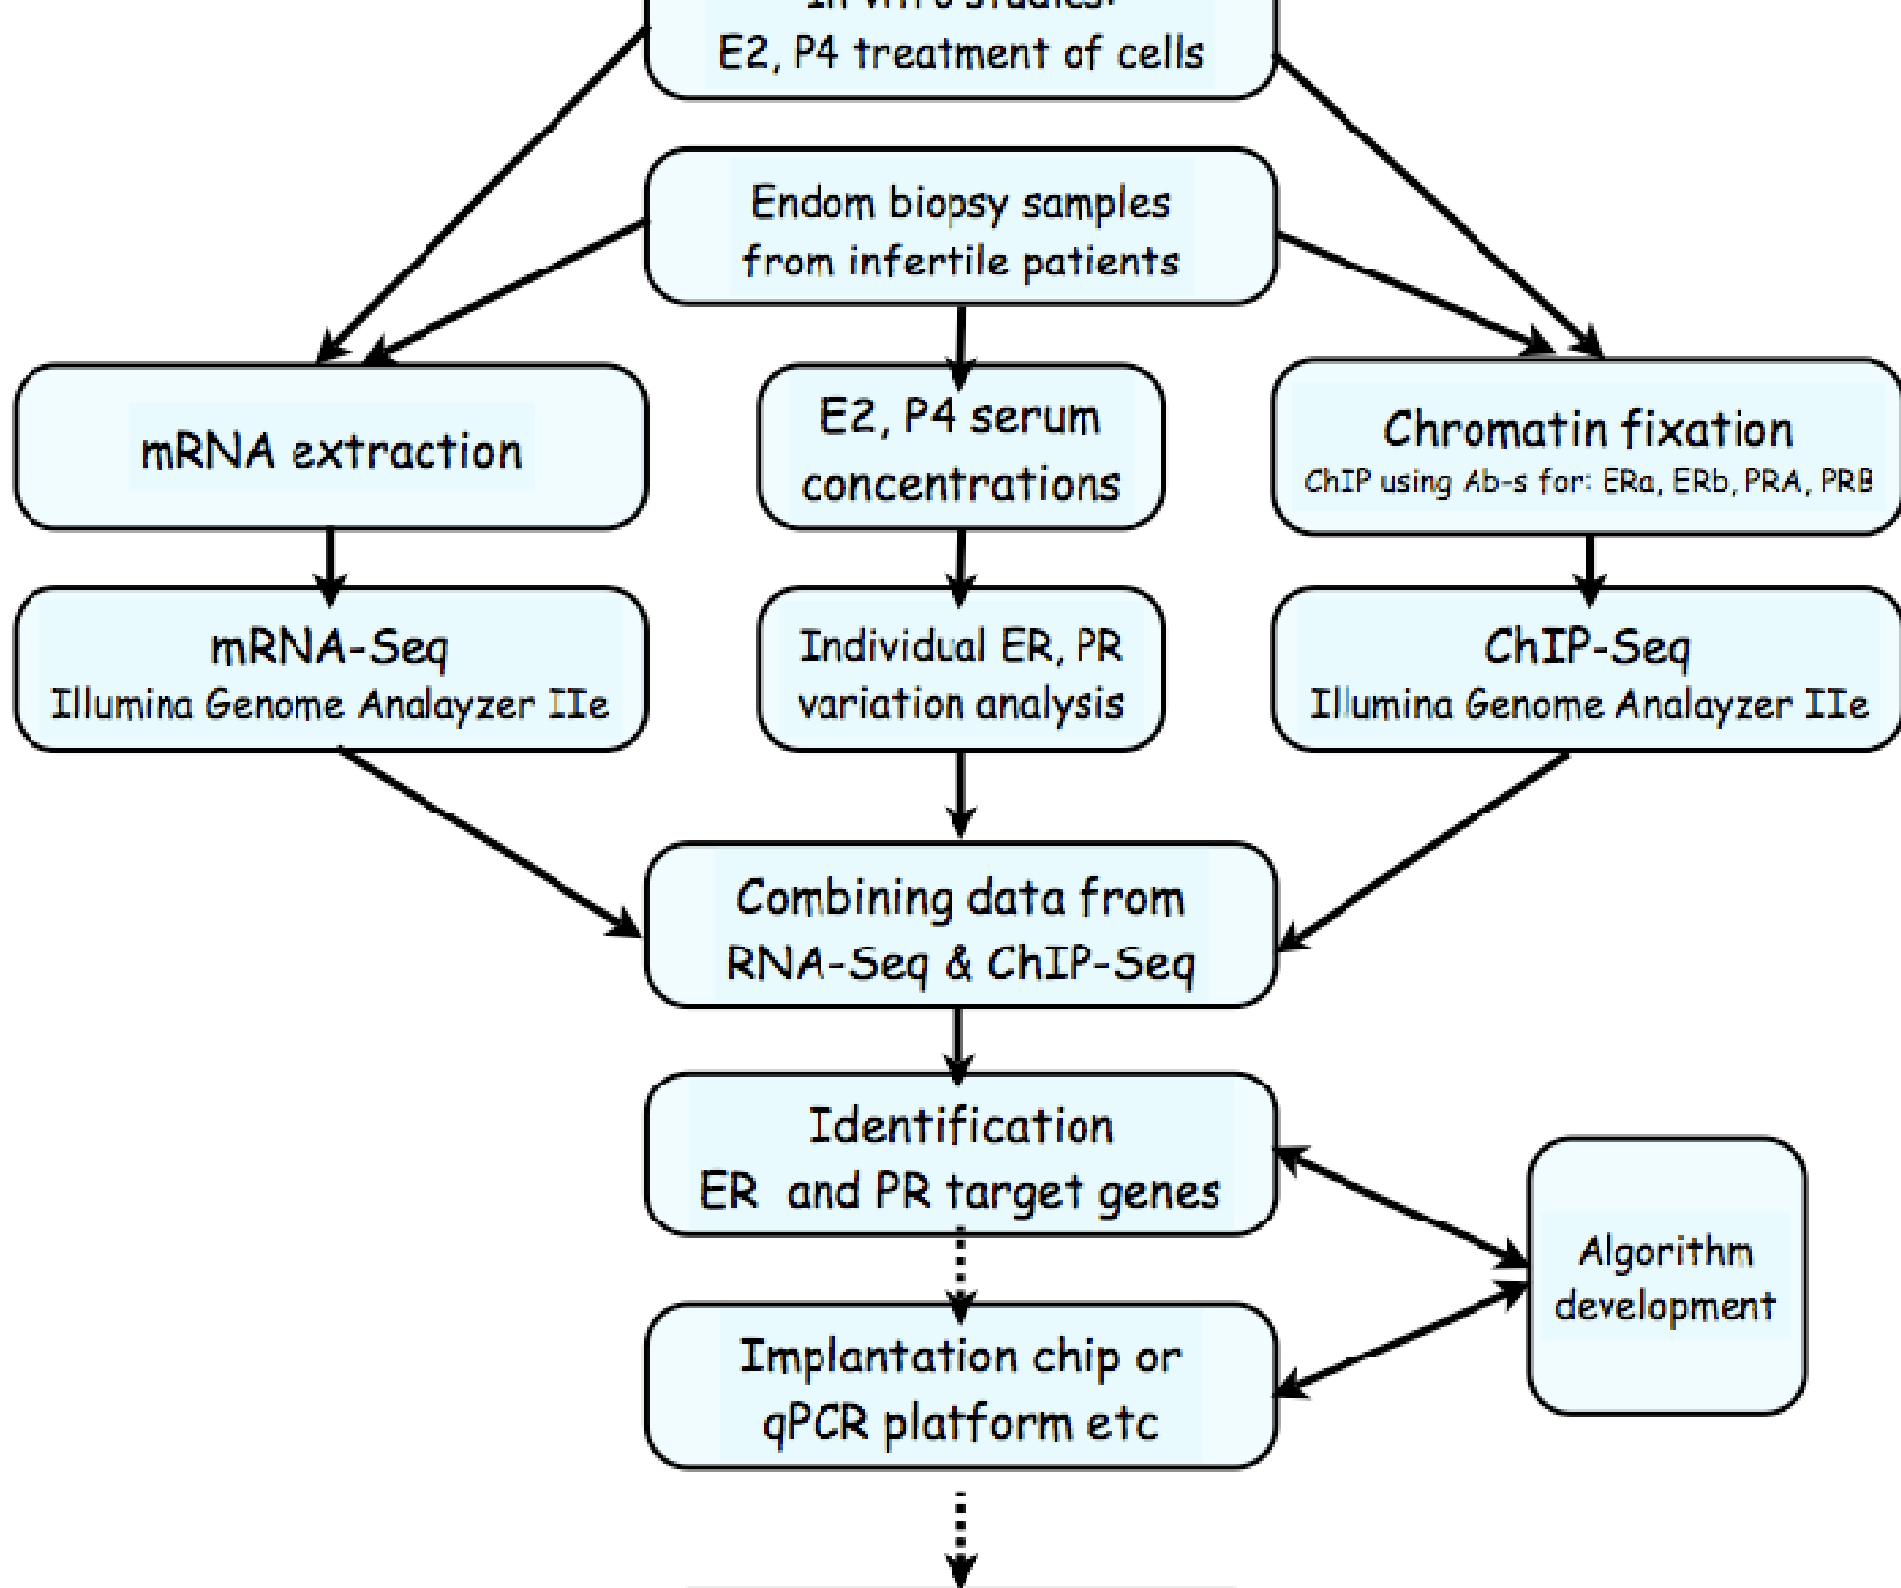 In vitro studies:
E2, P4 treatment of cells
Endom biopsy samples
from infertile patients
mRNA extraction
E2, P4 serum
concentrations
Chromatin fixation
ChIP using Ab-s for: ERa, ERb, PRA, PRB
mRNA-Seq
Illumina Genome Analayzer IIe
Individual ER, PR
variation analysis
ChIP-Seq
Illumina Genome Analayzer IIe
Combining data from
RNA-Seq & ChIP-Seq
Identification
ER and PR target genes
Algorithm
development
Implantation chip or
qPCR platform etc